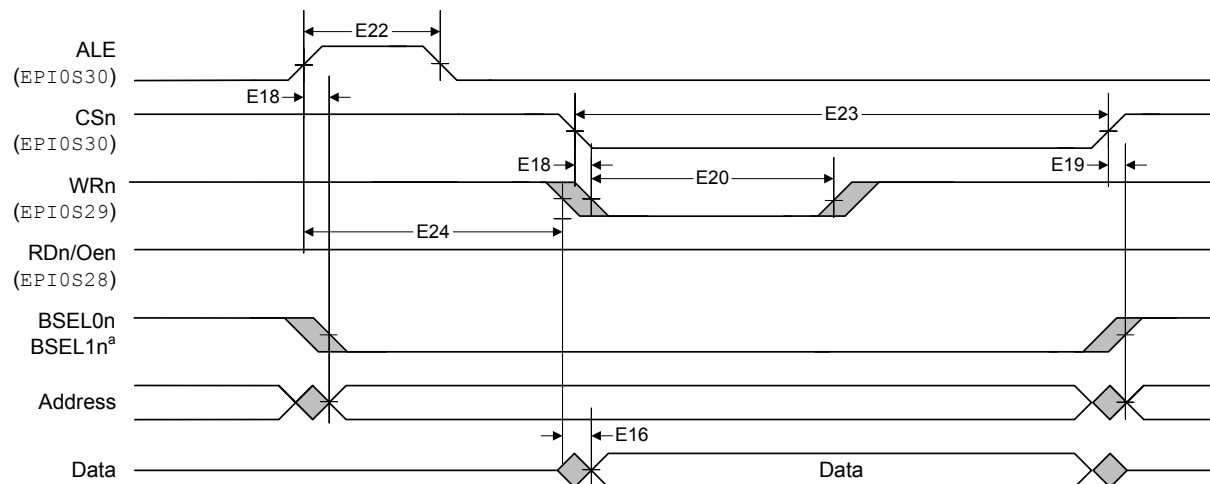 E22
ALE
(EPI0S30)
E18
E23
CSn
(EPI0S30)
E18
E19
E20
WRn
(EPI0S29)
E24
RDn/Oen
(EPI0S28)
BSEL0n
BSEL1nᵃ
Address
E16
Data
Data